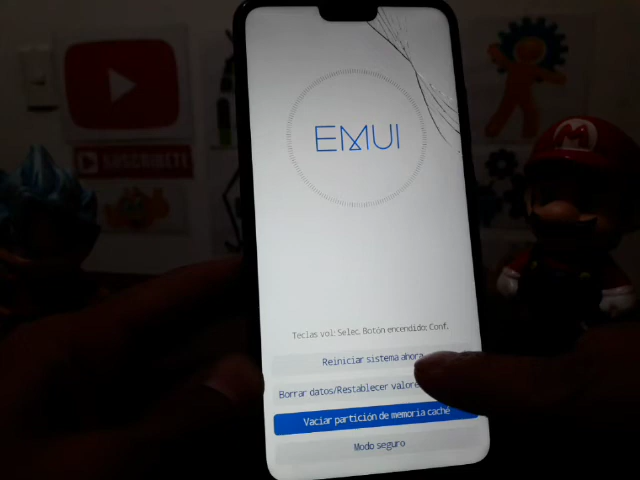 SUSCRIBETE
EMUI
Teclas vol: Selec. Botón encendido: Conf.
Reiniciar sistema ahora
Borrar datos/Restablecer
Vaciar partición de memoria caché
Modo seguro